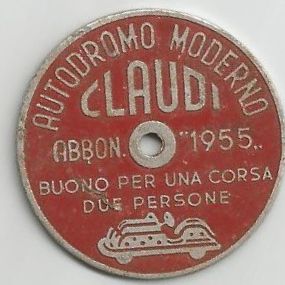 AUTODROMO MODERNO
CLAUDI
ABBON. "1955„
BUONO PER UNA CORSA
DUE PERSONE